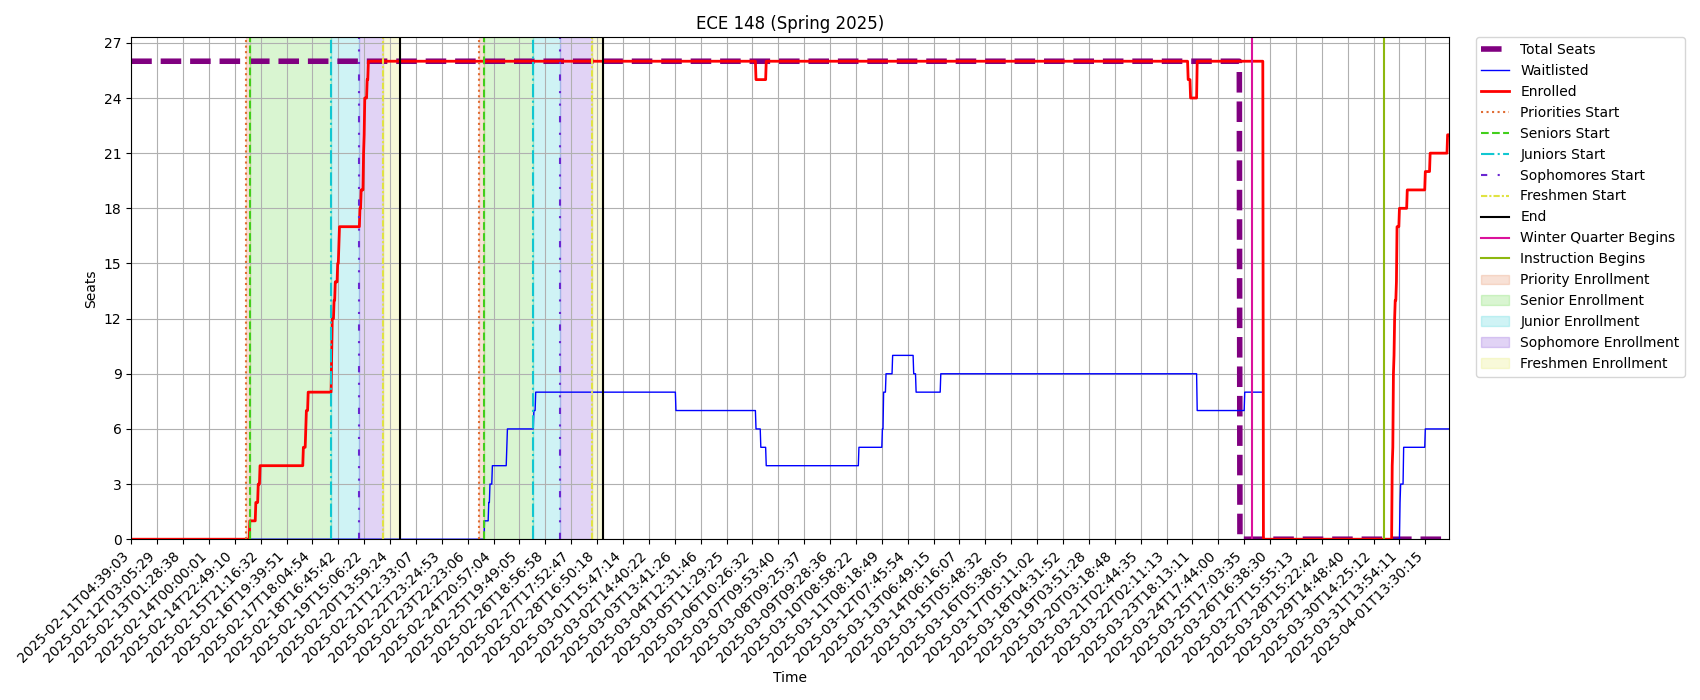 ECE 148 (Spring 2025)
27
24
21
18
15
12
9
6
3
0
Seats
2025-02-11T04:39:03
2025-02-12T03:05:29
2025-02-13T01:28:38
2025-02-14T00:00:01
2025-02-14T22:49:10
2025-02-15T21:16:32
2025-02-16T19:39:51
2025-02-17T18:04:54
2025-02-18T16:45:42
2025-02-19T15:06:22
2025-02-20T13:59:24
2025-02-21T12:33:07
2025-02-22T23:24:53
2025-02-23T22:23:06
2025-02-24T20:57:04
2025-02-25T19:49:05
2025-02-26T18:56:58
2025-02-27T17:52:47
2025-02-28T16:50:18
2025-03-01T15:47:14
2025-03-02T14:40:22
2025-03-03T13:41:26
2025-03-04T12:31:46
2025-03-05T11:29:25
2025-03-06T10:26:32
2025-03-07T09:53:40
2025-03-08T09:25:37
2025-03-09T09:28:36
2025-03-10T08:58:22
2025-03-11T08:18:49
2025-03-12T07:45:54
2025-03-13T06:49:15
2025-03-14T06:16:07
2025-03-15T05:48:32
2025-03-16T05:38:05
2025-03-17T05:11:02
2025-03-18T04:31:52
2025-03-19T03:51:28
2025-03-20T03:18:48
2025-03-21T02:44:35
2025-03-22T02:11:13
2025-03-23T18:13:11
2025-03-24T17:44:00
2025-03-25T17:03:35
2025-03-26T16:38:30
2025-03-27T15:55:13
2025-03-28T15:22:42
2025-03-29T14:48:40
2025-03-30T14:25:12
2025-03-31T13:54:11
2025-04-01T13:30:15
Time
Total Seats
Waitlisted
Enrolled
Priorities Start
Seniors Start
Juniors Start
Sophomores Start
Freshmen Start
End
Winter Quarter Begins
Instruction Begins
Priority Enrollment
Senior Enrollment
Junior Enrollment
Sophomore Enrollment
Freshmen Enrollment